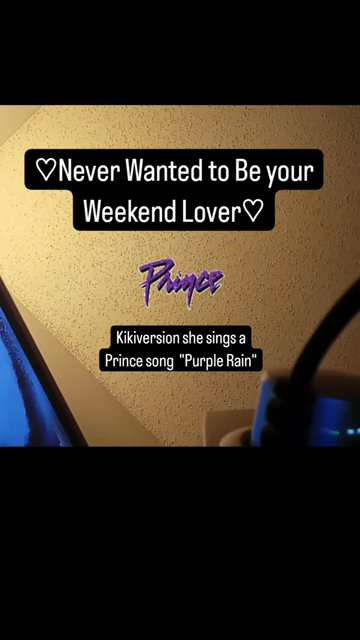 ♡Never Wanted to Be your
Weekend Lover♡
Prince
Kikiversion she sings a
Prince song "Purple Rain"